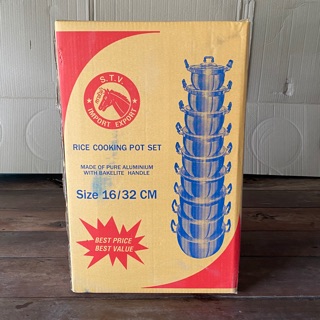 S.T.V
IMPORT EXPORT
RICE COOKING POT SET
MADE OF PURE ALUMINIUM
WITH BAKELITE HANDLE
Size 16/32 CM
BEST PRICE
BEST VALUE